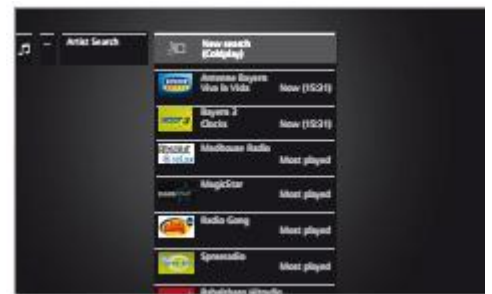 Artist Search
New search
(Coldplay)
Antenne Bayern
Viva la Vida
Now (15:31)
Bayern 3
Clocks
Now (15:31)
Madhouse Radio
Most played
MagicStar
Most played
Radio Gong
Most played
Spreeradio
Most played